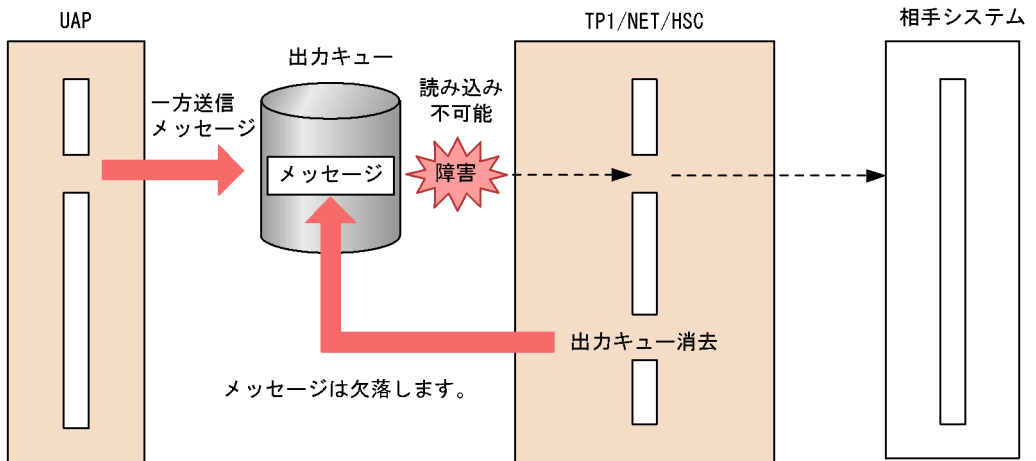 UAP
TP1/NET/HSC
相手システム
出力キュー
一方送信
メッセージ
読み込み
不可能
メッセージ
障害
出力キュー消去
メッセージは欠落します。